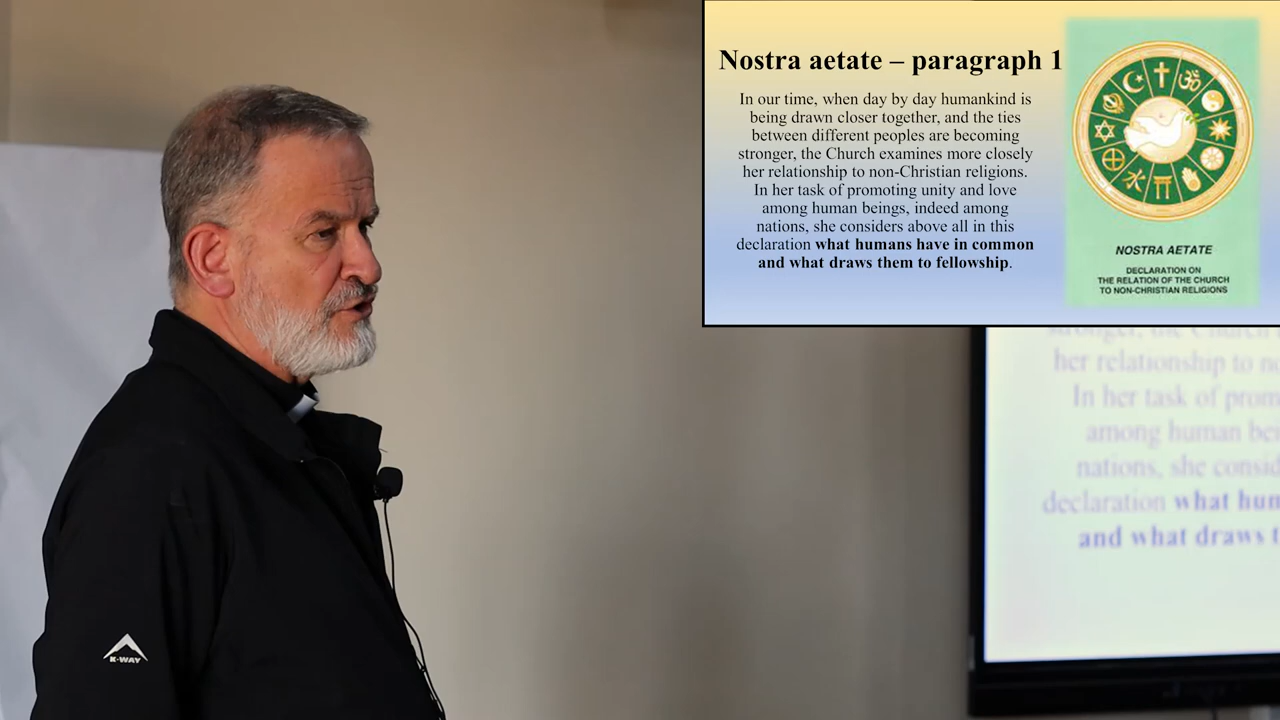 Nostra aetate – paragraph 1
In our time, when day by day humankind is
being drawn closer together, and the ties
between different peoples are becoming
stronger, the Church examines more closely
her relationship to non-Christian religions.
In her task of promoting unity and love
among human beings, indeed among
nations, she considers above all in this
declaration what humans have in common
and what draws them to fellowship.
NOSTRA AETATE
DECLARATION ON
THE RELATION OF THE CHURCH
TO NON-CHRISTIAN RELIGIONS
stronger, the Church
her relationship to
In her task of
among human
nations, she
declaration what
and what draws
K-WAY